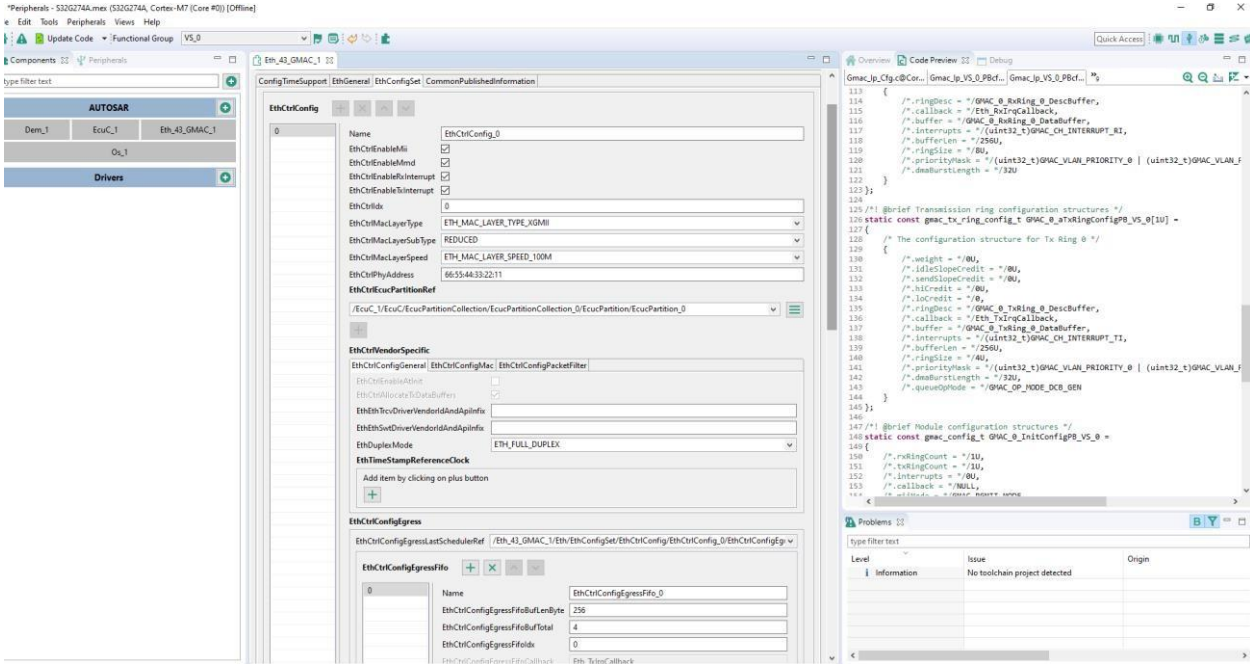 *Peripherals - S32G274A.mex (S32G274A, Cortex-M7 (Core #0)) [Offline]
Edit Tools Peripherals Views Help
Update Code Functional Group VS_0
Quick Access
Components Peripherals
type filter text
AUTOSAR
Dem_1 EcuC_1 Eth_43_GMAC_1
Os_1
Drivers
Eth_43_GMAC_1
ConfigTimeSupport EthGeneral EthConfigSet CommonPublishedInformation
EthCtrlConfig
0
Name EthCtrlConfig_0
EthCtrlEnableMii
EthCtrlEnableMmd
EthCtrlEnableRxInterrupt
EthCtrlEnableTxInterrupt
EthCtrlIdx 0
EthCtrlMacLayerType ETH_MAC_LAYER_TYPE_XGMII
EthCtrlMacLayerSubType REDUCED
EthCtrlMacLayerSpeed ETH_MAC_LAYER_SPEED_100M
EthCtrlPhyAddress 66:55:44:33:22:11
EthCtrlEcucPartitionRef
/EcuC_1/EcuC/EcucPartitionCollection/EcucPartitionCollection_0/EcucPartition/EcucPartition_0
EthCtrlVendorSpecific
EthCtrlConfigGeneral EthCtrlConfigMac EthCtrlConfigPacketFilter
EthCtrlEnableAtInit
EthCtrlAllocateTxDataBuffers
EthEthTrcvDriverVendorIdAndApiInfix
EthEthSwtDriverVendorIdAndApiInfix
EthDuplexMode ETH_FULL_DUPLEX
EthTimeStampReferenceClock
Add item by clicking on plus button
EthCtrlConfigEgress
EthCtrlConfigEgressLastSchedulerRef /Eth_43_GMAC_1/Eth/EthConfigSet/EthCtrlConfig/EthCtrlConfig_0/EthCtrlConfigEgr
EthCtrlConfigEgressFifo
0
Name EthCtrlConfigEgressFifo_0
EthCtrlConfigEgressFifoBufLenByte 256
EthCtrlConfigEgressFifoBufTotal 4
EthCtrlConfigEgressFifoIdx 0
EthCtrlConfigEgressFifoCallback Eth_TxIrqCallback
Overview Code Preview Debug
Gmac_Ip_Cfg.c@Cor... Gmac_Ip_VS_0_PBcf... Gmac_Ip_VS_0_PBcf... 9
113 {
114 /*.ringDesc = */GMAC_0_RxRing_0_DescBuffer,
115 /*.callback = */Eth_RxIrqCallback,
116 /*.buffer = */GMAC_0_RxRing_0_DataBuffer,
117 /*.interrupts = */(uint32_t)GMAC_CH_INTERRUPT_RI,
118 /*.bufferLen = */256U,
119 /*.ringSize = */8U,
120 /*.priorityMask = */(uint32_t)GMAC_VLAN_PRIORITY_0 | (uint32_t)GMAC_VLAN_P
121 /*.dmaBurstLength = */32U
122 }
123 };
124
125 /*! @brief Transmission ring configuration structures */
126 static const gmac_tx_ring_config_t GMAC_0_aTxRingConfigPB_VS_0[1U] =
127 {
128 /* The configuration structure for Tx Ring 0 */
129 {
130 /*.weight = */0U,
131 /*.idleSlopeCredit = */0U,
132 /*.sendSlopeCredit = */0U,
133 /*.hiCredit = */0U,
134 /*.loCredit = */0,
135 /*.ringDesc = */GMAC_0_TxRing_0_DescBuffer,
136 /*.callback = */Eth_TxIrqCallback,
137 /*.buffer = */GMAC_0_TxRing_0_DataBuffer,
138 /*.interrupts = */(uint32_t)GMAC_CH_INTERRUPT_TI,
139 /*.bufferLen = */256U,
140 /*.ringSize = */4U,
141 /*.priorityMask = */(uint32_t)GMAC_VLAN_PRIORITY_0 | (uint32_t)GMAC_VLAN_P
142 /*.dmaBurstLength = */32U,
143 /*.queueOpMode = */GMAC_OP_MODE_DCB_GEN
144 }
145 };
146
147 /*! @brief Module configuration structures */
148 static const gmac_config_t GMAC_0_InitConfigPB_VS_0 =
149 {
150 /*.rxRingCount = */1U,
151 /*.txRingCount = */1U,
152 /*.interrupts = */0U,
153 /*.callback = */NULL,
Problems
type filter text
Level Issue Origin
Information No toolchain project detected